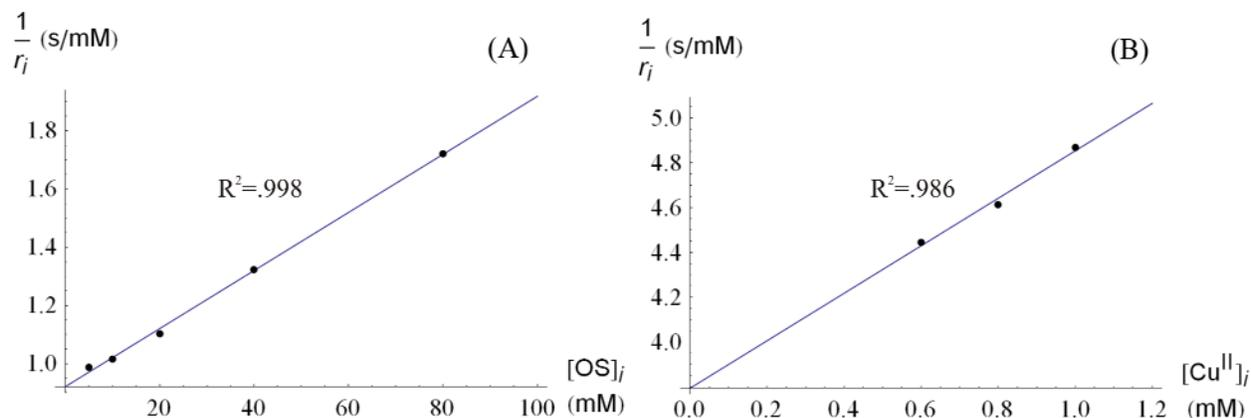 1/r_i (s/mM)
(A)
1.8
R²=.998
1.6
1.4
1.2
1.0
20 40 60 80 100
[OS]_i
(mM)
1/r_i (s/mM)
(B)
5.0
4.8
R²=.986
4.6
4.4
4.2
4.0
0.0 0.2 0.4 0.6 0.8 1.0 1.2
[Cu^II]_i
(mM)